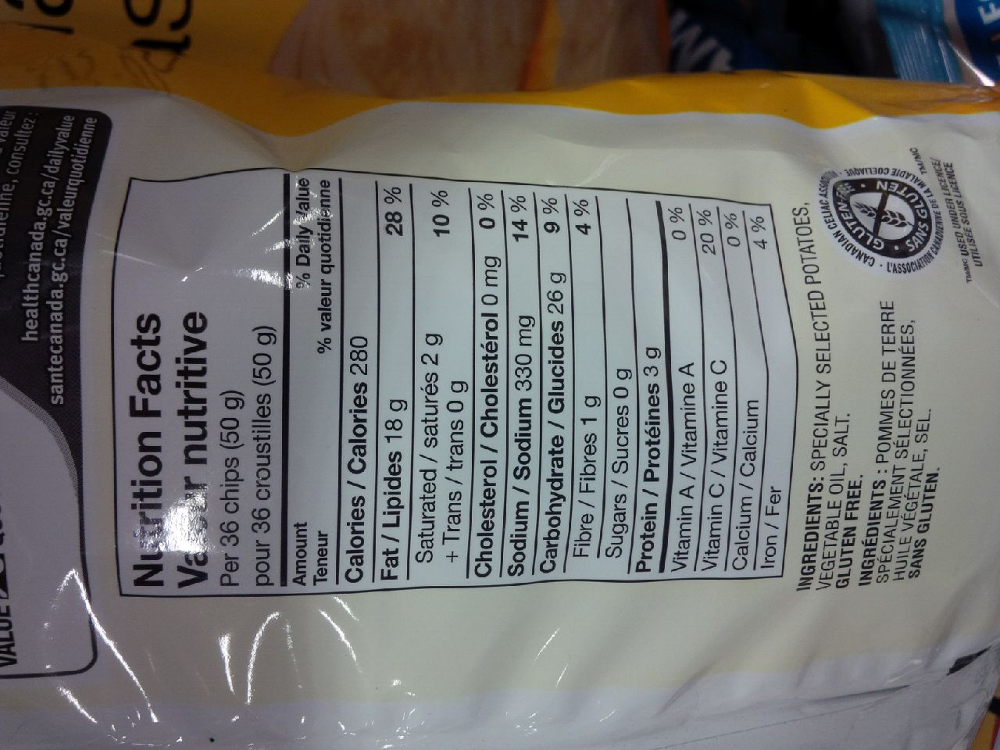 healthcanada.gc.ca/dailyvalue
santecanada.gc.ca/valeurquotidienne
Nutrition Facts
Valeur nutritive
Per 36 chips (50 g)
pour 36 croustilles (50 g)
Amount % Daily Value
Teneur % valeur quotidienne
Calories / Calories 280
Fat / Lipides 18 g 28 %
Saturated / saturés 2 g 10 %
+ Trans / trans 0 g
Cholesterol / Cholestérol 0 mg 0 %
Sodium / Sodium 330 mg 14 %
Carbohydrate / Glucides 26 g 9 %
Fibre / Fibres 1 g 4 %
Sugars / Sucres 0 g
Protein / Protéines 3 g
Vitamin A / Vitamine A 0 %
Vitamin C / Vitamine C 20 %
Calcium / Calcium 0 %
Iron / Fer 4 %
INGREDIENTS: SPECIALLY SELECTED POTATOES,
VEGETABLE OIL, SALT.
GLUTEN FREE.
INGRÉDIENTS : POMMES DE TERRE
SPÉCIALEMENT SÉLECTIONNÉES,
HUILE VÉGÉTALE, SEL.
SANS GLUTEN.
CANADIAN CELIAC
GLUTEN-FREE
SANS GLUTEN
L'ASSOCIATION CANADIENNE DE LA MALADIE COELIAQUE
TM/MC
TM/MC USED UNDER LICENCE/
UTILISÉE SOUS LICENCE